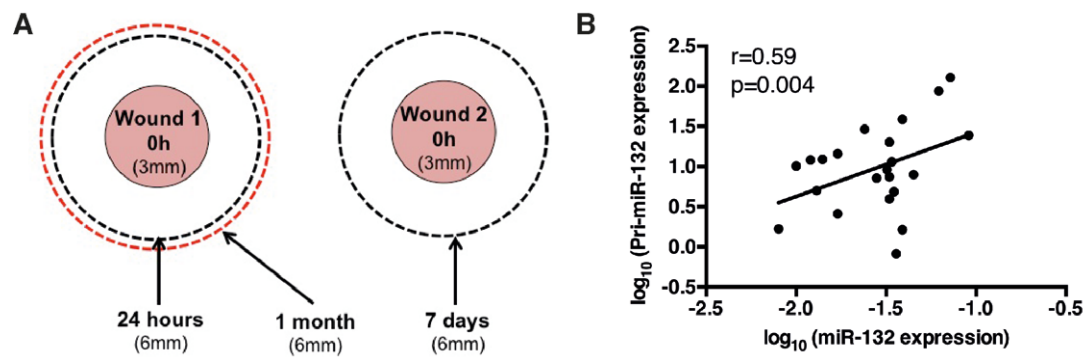 A
Wound 1
0h
(3mm)
Wound 2
0h
(3mm)
24 hours
(6mm)
1 month
(6mm)
7 days
(6mm)
B
r=0.59
p=0.004
log10 (Pri-miR-132 expression)
2.5
2.0
1.5
1.0
0.5
0.0
-0.5
-2.5 -2.0 -1.5 -1.0 -0.5
log10 (miR-132 expression)